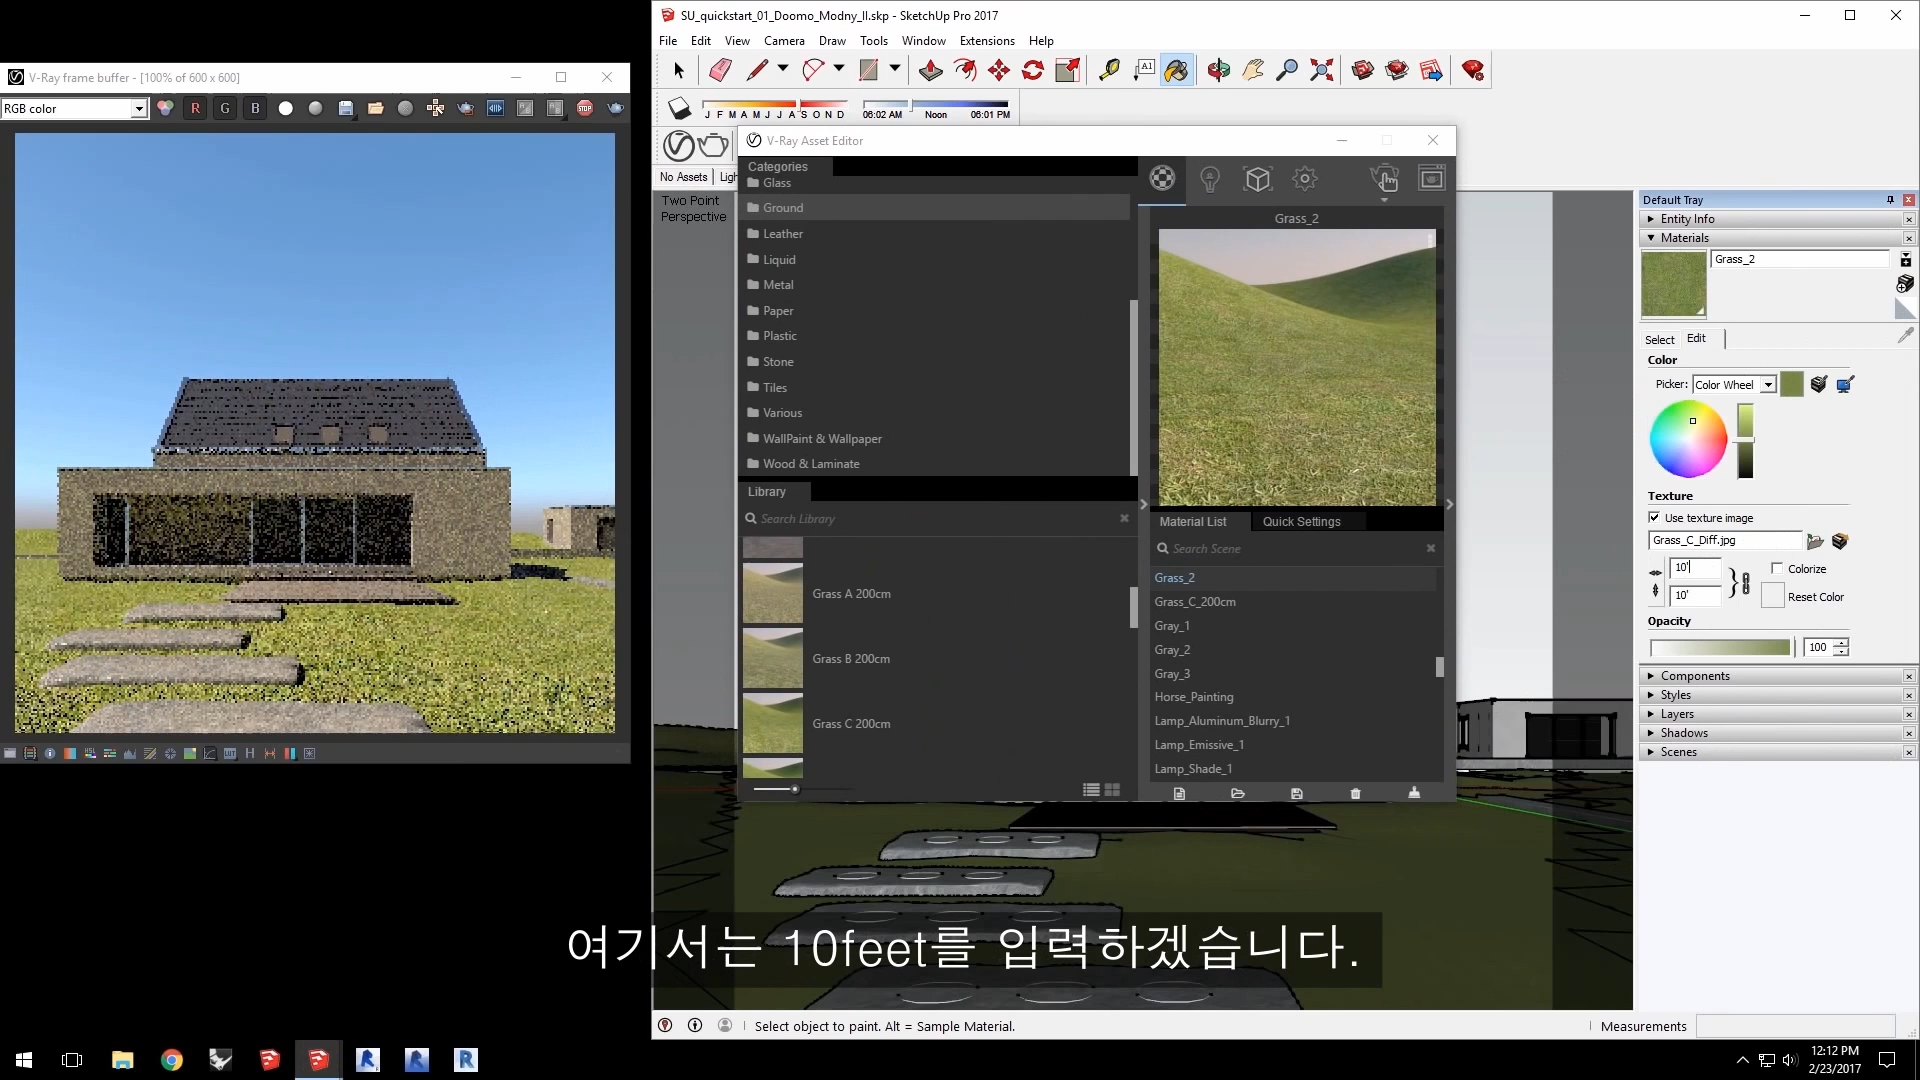 SU_quickstart_01_Doomo_Modny_II.skp - SketchUp Pro 2017
File Edit View Camera Draw Tools Window Extensions Help
V-Ray frame buffer - [100% of 600 x 600]
RGB color
R G B
J F M A M J J A S O N D
06:02 AM Noon 06:01 PM
V-Ray Asset Editor
No Assets
Two Point
Perspective
Categories
Glass
Ground
Leather
Liquid
Metal
Paper
Plastic
Stone
Tiles
Various
WallPaint & Wallpaper
Wood & Laminate
Library
Search Library
Grass A 200cm
Grass B 200cm
Grass C 200cm
Grass_2
Material List Quick Settings
Search Scene
Grass_2
Grass_C_200cm
Gray_1
Gray_2
Gray_3
Horse_Painting
Lamp_Aluminum_Blurry_1
Lamp_Emissive_1
Lamp_Shade_1
Default Tray
Entity Info
Materials
Grass_2
Select Edit
Color
Picker: Color Wheel
Texture
Use texture image
Grass_C_Diff.jpg
10'
Colorize
10'
Reset Color
Opacity
100
Components
Styles
Layers
Shadows
Scenes
여기서는 10feet를 입력하겠습니다.
Select object to paint. Alt = Sample Material.
Measurements
12:12 PM
2/23/2017